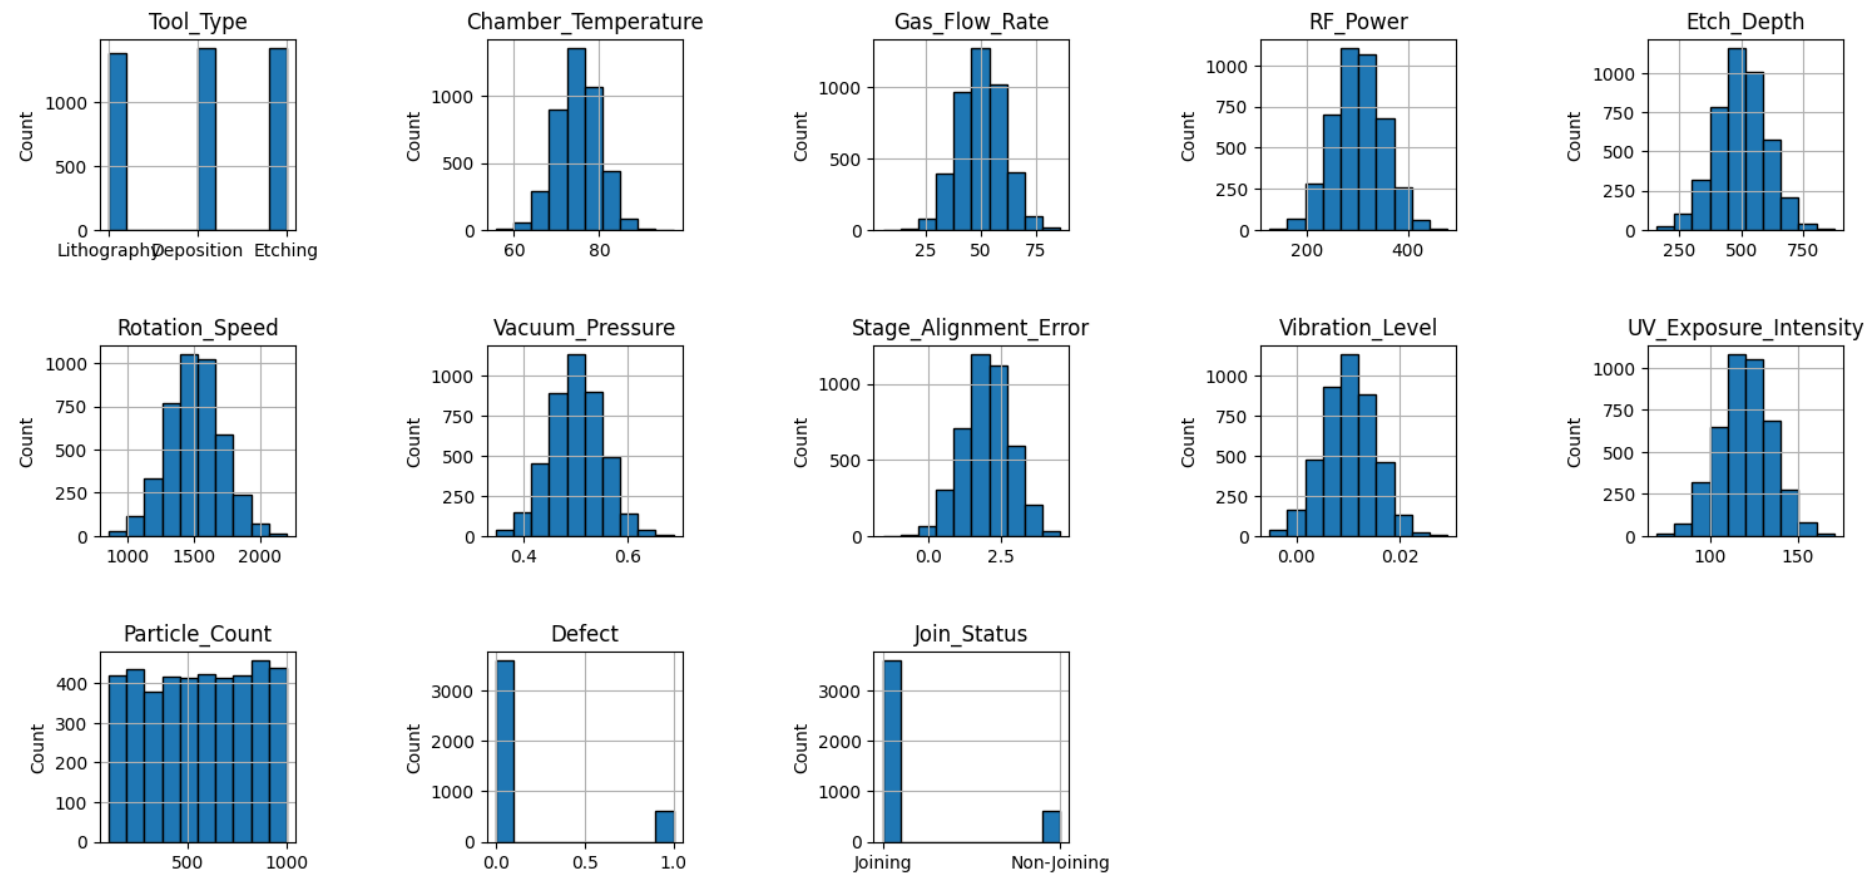 Tool_Type
Count
1000
500
0
Lithography
Deposition
Etching
Chamber_Temperature
Count
1000
500
0
60 80
Gas_Flow_Rate
Count
1000
500
0
25 50 75
RF_Power
Count
1000
750
500
250
0
200 400
Etch_Depth
Count
1000
750
500
250
0
250 500 750
Rotation_Speed
Count
1000
750
500
250
0
1000 1500 2000
Vacuum_Pressure
Count
1000
750
500
250
0
0.4 0.6
Stage_Alignment_Error
Count
1000
500
0
0.0 2.5
Vibration_Level
Count
1000
750
500
250
0
0.00 0.02
UV_Exposure_Intensity
Count
1000
750
500
250
0
100 150
Particle_Count
Count
400
300
200
100
0
500 1000
Defect
Count
3000
2000
1000
0
0.0 0.5 1.0
Join_Status
Count
3000
2000
1000
0
Joining Non-Joining